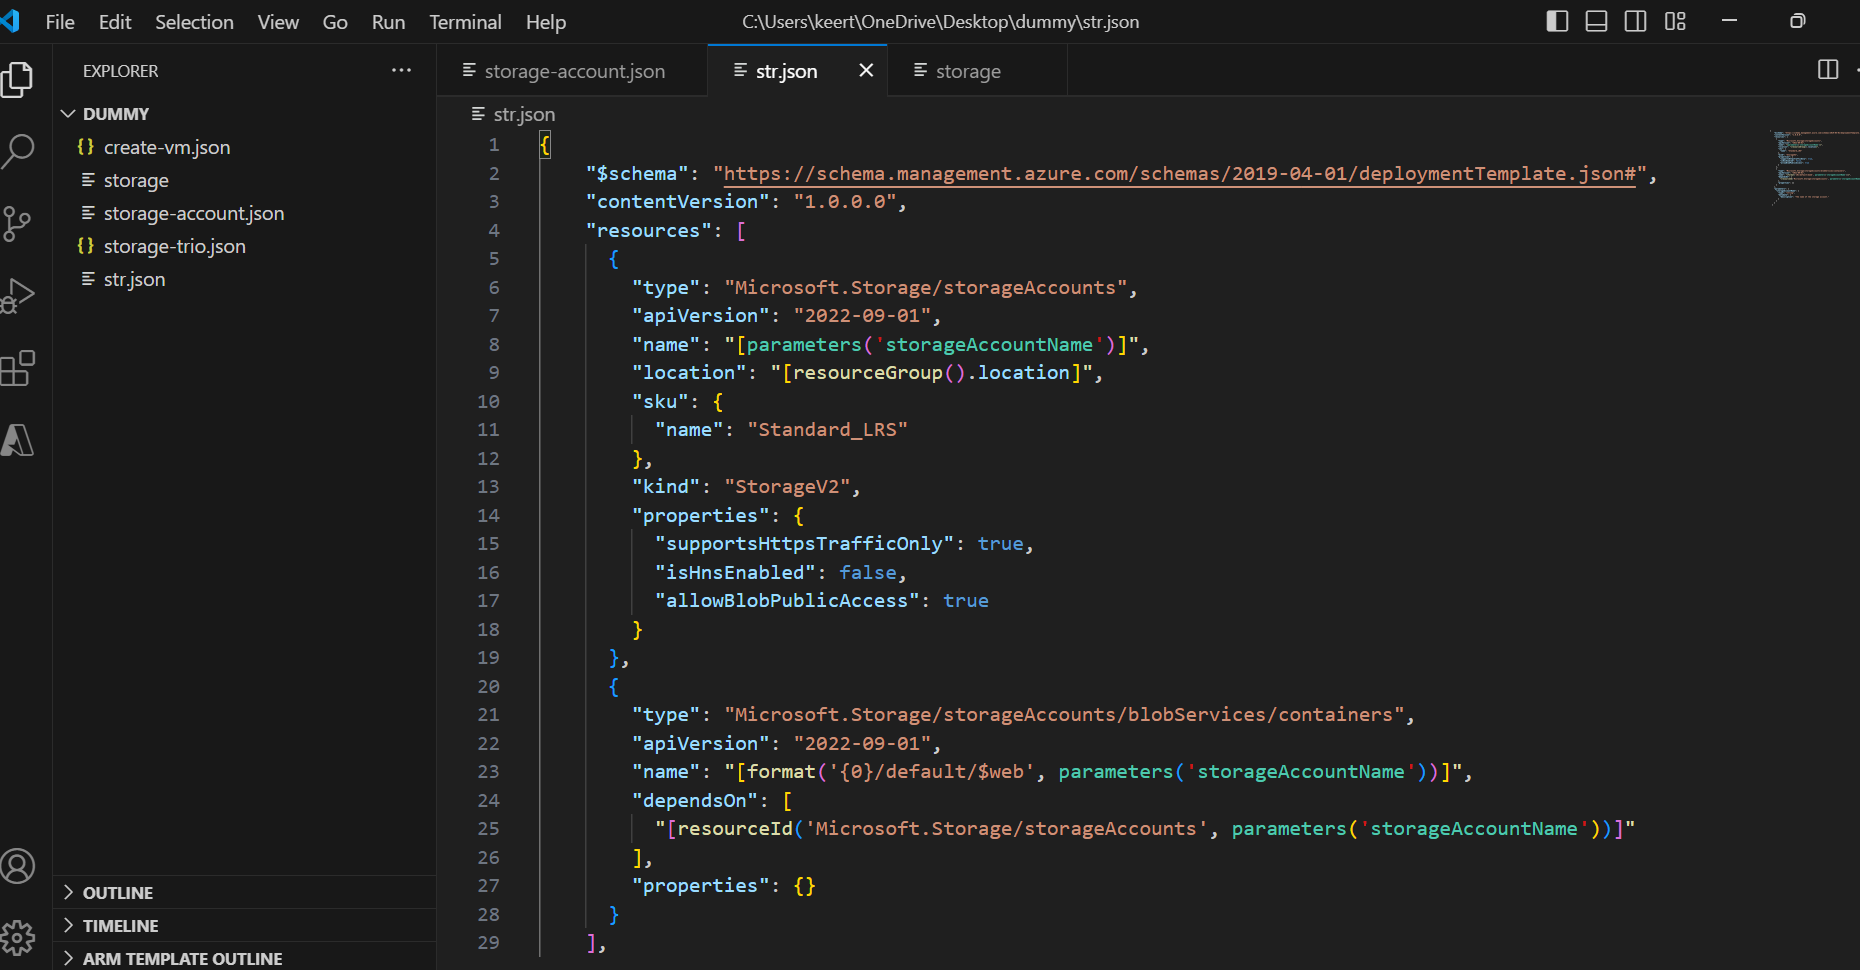 File Edit Selection View Go Run Terminal Help C:\Users\keert\OneDrive\Desktop\dummy\str.json
EXPLORER
DUMMY
create-vm.json
storage
storage-account.json
storage-trio.json
str.json
OUTLINE
TIMELINE
ARM TEMPLATE OUTLINE
storage-account.json str.json storage
str.json
1 {
2 "$schema": "https://schema.management.azure.com/schemas/2019-04-01/deploymentTemplate.json#",
3 "contentVersion": "1.0.0.0",
4 "resources": [
5 {
6 "type": "Microsoft.Storage/storageAccounts",
7 "apiVersion": "2022-09-01",
8 "name": "[parameters('storageAccountName')]",
9 "location": "[resourceGroup().location]",
10 "sku": {
11 "name": "Standard_LRS"
12 },
13 "kind": "StorageV2",
14 "properties": {
15 "supportsHttpsTrafficOnly": true,
16 "isHnsEnabled": false,
17 "allowBlobPublicAccess": true
18 }
19 },
20 {
21 "type": "Microsoft.Storage/storageAccounts/blobServices/containers",
22 "apiVersion": "2022-09-01",
23 "name": "[format('{0}/default/$web', parameters('storageAccountName'))]",
24 "dependsOn": [
25 "[resourceId('Microsoft.Storage/storageAccounts', parameters('storageAccountName'))]"
26 ],
27 "properties": {}
28 }
29 ],